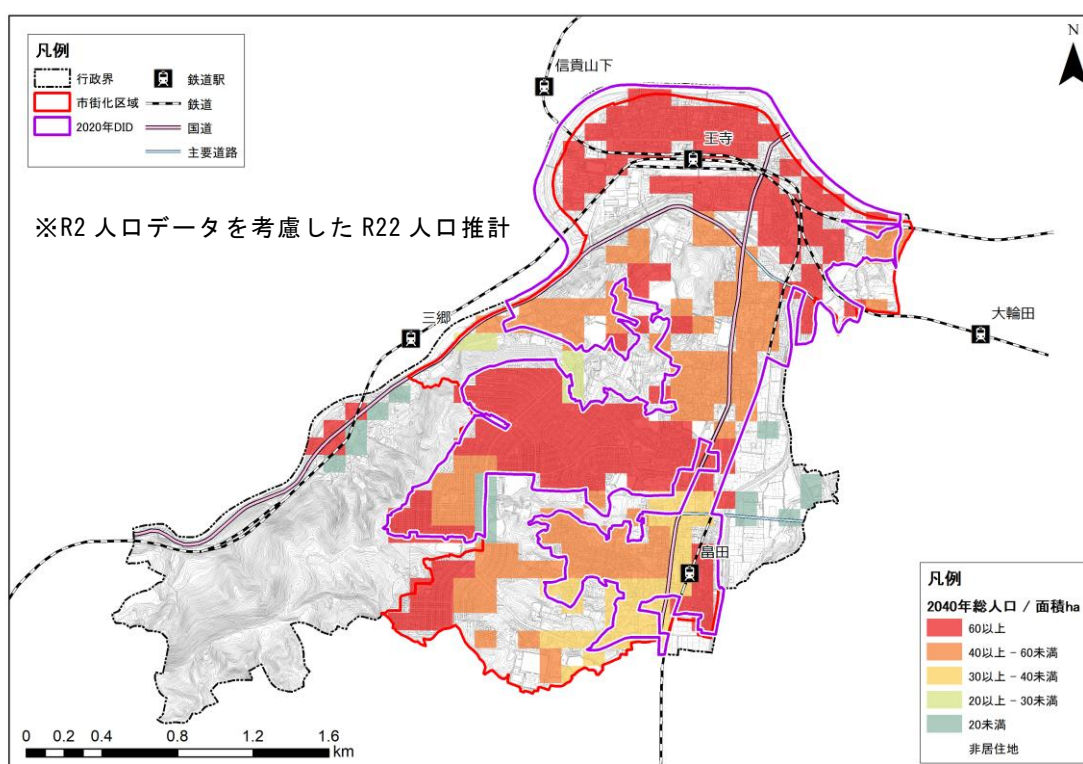 凡例
行政界
鉄道駅
市街化区域
鉄道
2020年DID
国道
主要道路
N
信貴山下
王寺
※R2 人口データを考慮した R22 人口推計
三郷
大輪田
畠田
凡例
2040年総人口 / 面積ha
60以上
40以上 - 60未満
30以上 - 40未満
20以上 - 30未満
20未満
非居住地
0 0.2 0.4 0.8 1.2 1.6
km